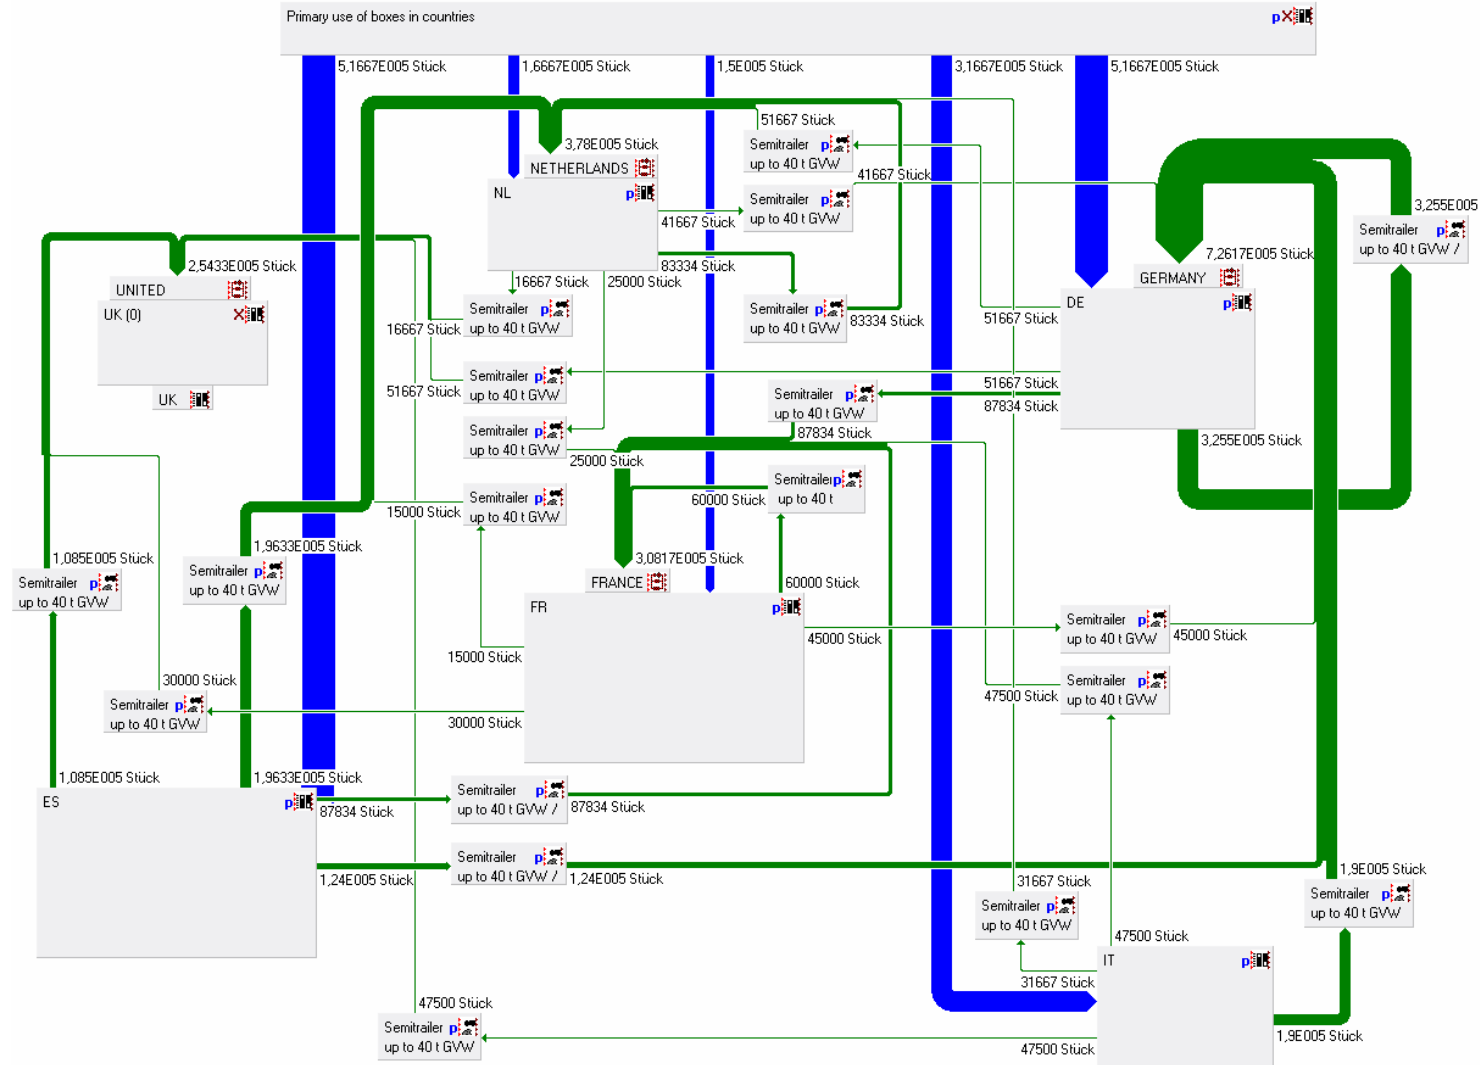 Primary use of boxes in countries
p
5,1667E005 Stück
1,6667E005 Stück
1,5E005 Stück
3,1667E005 Stück
5,1667E005 Stück
51667 Stück
3,78E005 Stück
Semitrailer p
up to 40 t GVW
NETHERLANDS
41667 Stück
NL p
Semitrailer p
up to 40 t GVW
41667 Stück
3,255E005
Semitrailer p
up to 40 t GVW /
7,2617E005 Stück
GERMANY
2,5433E005 Stück
83334 Stück
16667 Stück
25000 Stück
UNITED
UK (0)
Semitrailer p
up to 40 t GVW
16667 Stück
Semitrailer p
up to 40 t GVW
83334 Stück
DE p
51667 Stück
Semitrailer p
up to 40 t GVW
51667 Stück
51667 Stück
87834 Stück
UK
Semitrailer p
up to 40 t GVW
87834 Stück
Semitrailer p
up to 40 t GVW
25000 Stück
3,255E005 Stück
Semitrailer p
up to 40 t
60000 Stück
Semitrailer p
up to 40 t GVW
15000 Stück
1,085E005 Stück
1,9633E005 Stück
3,0817E005 Stück
Semitrailer p
up to 40 t GVW
Semitrailer p
up to 40 t GVW
FRANCE
60000 Stück
FR p
45000 Stück
Semitrailer p
up to 40 t GVW
45000 Stück
15000 Stück
30000 Stück
Semitrailer p
up to 40 t GVW
47500 Stück
Semitrailer p
up to 40 t GVW
30000 Stück
1,085E005 Stück
1,9633E005 Stück
ES p
87834 Stück
Semitrailer p
up to 40 t GVW /
87834 Stück
1,24E005 Stück
Semitrailer p
up to 40 t GVW /
1,24E005 Stück
31667 Stück
1,9E005 Stück
Semitrailer p
up to 40 t GVW
Semitrailer p
up to 40 t GVW
47500 Stück
IT p
31667 Stück
47500 Stück
Semitrailer p
up to 40 t GVW
47500 Stück
1,9E005 Stück